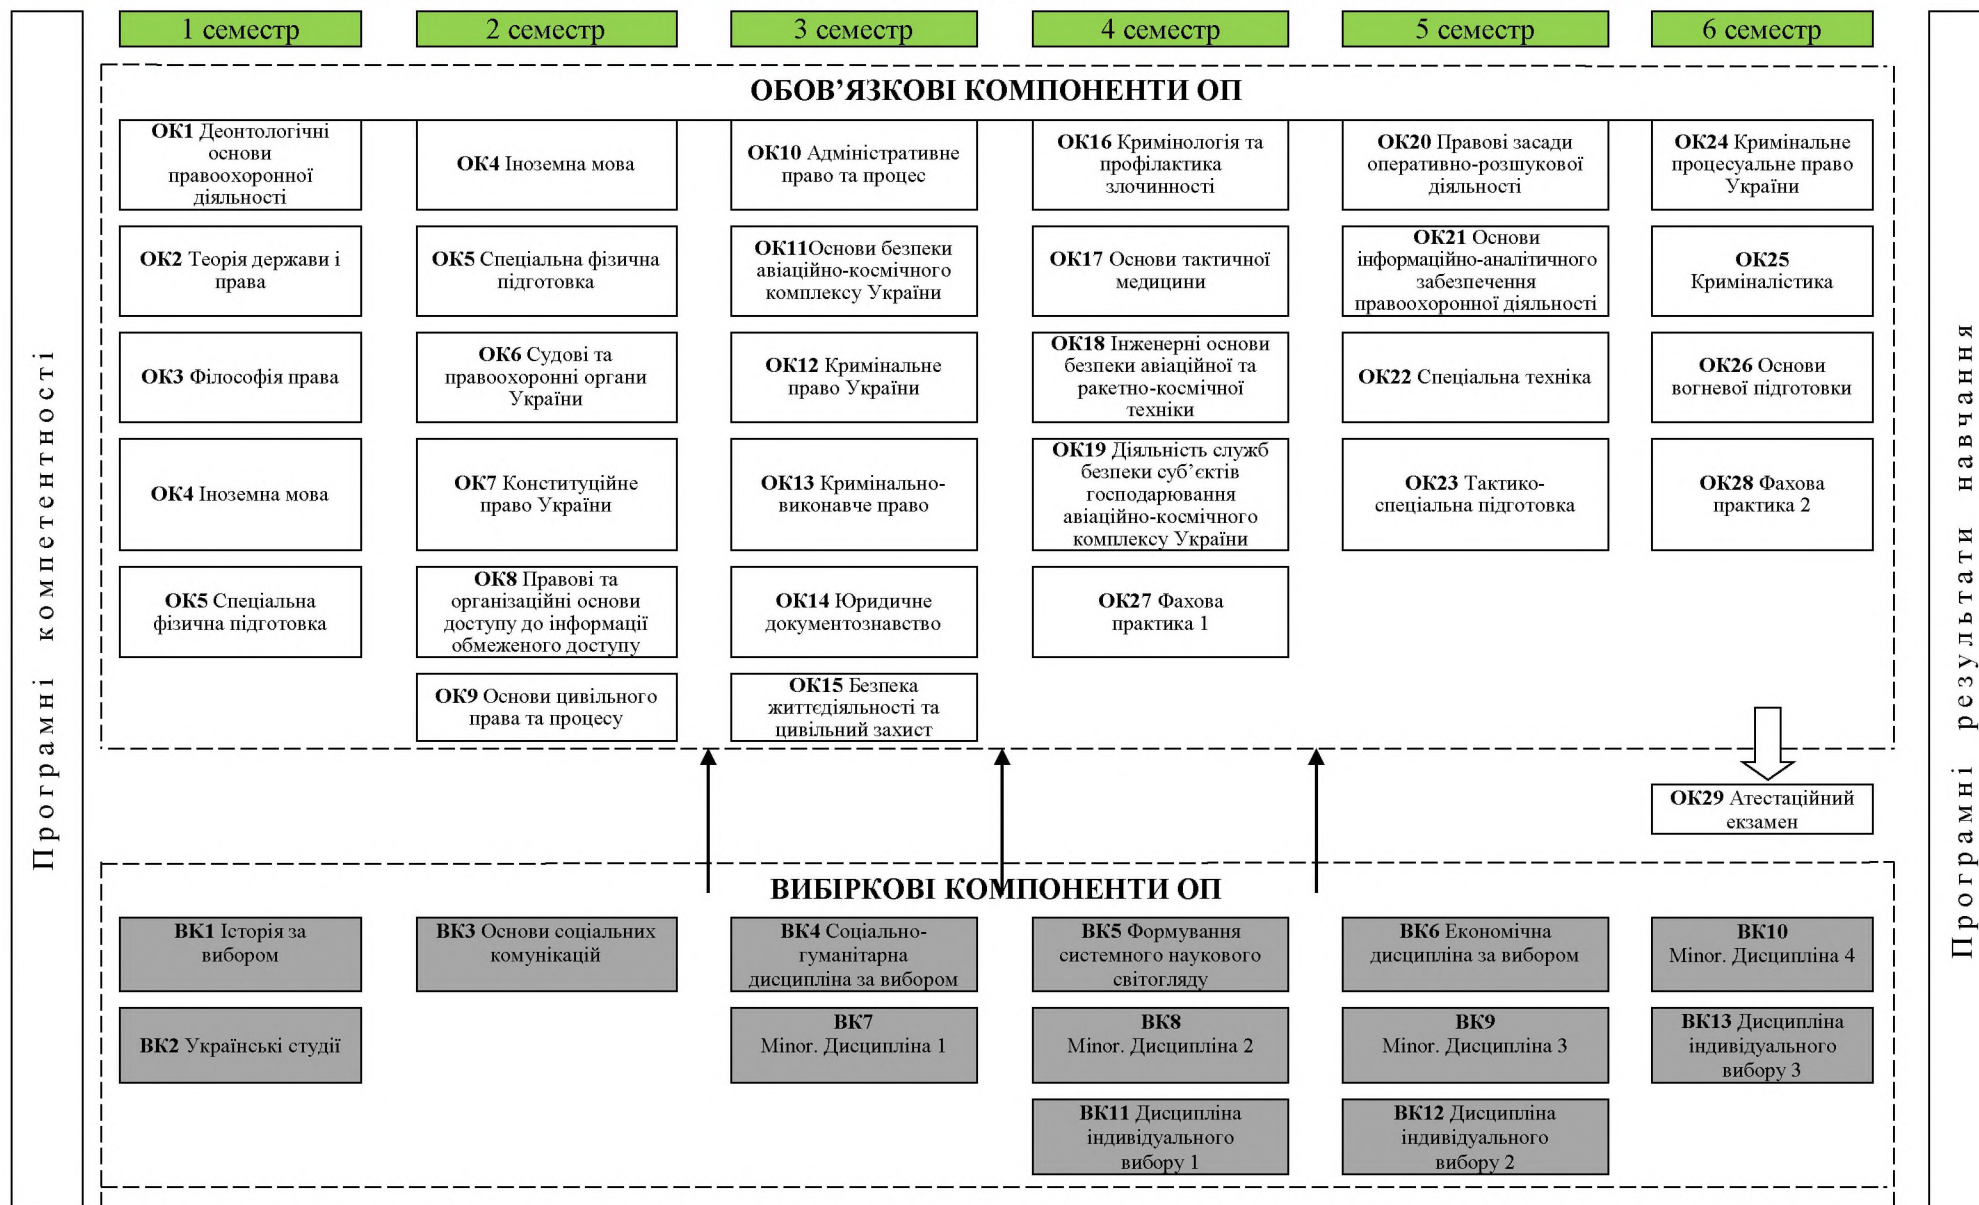 1 семестр
2 семестр
3 семестр
4 семестр
5 семестр
6 семестр
Програмні компетентності
ОБОВ’ЯЗКОВІ КОМПОНЕНТИ ОП
ОК1 Деонтологічні
основи
правоохоронної
діяльності
ОК4 Іноземна мова
ОК10 Адміністративне
право та процес
ОК16 Кримінологія та
профілактика
злочинності
ОК20 Правові засади
оперативно-розшукової
діяльності
ОК24 Кримінальне
процесуальне право
України
ОК2 Теорія держави і
права
ОК5 Спеціальна фізична
підготовка
ОК11Основи безпеки
авіаційно-космічного
комплексу України
ОК17 Основи тактичної
медицини
ОК21 Основи
інформаційно-аналітичного
забезпечення
правоохоронної діяльності
ОК25
Криміналістика
ОК3 Філософія права
ОК6 Судові та
правоохоронні органи
України
ОК12 Кримінальне
право України
ОК18 Інженерні основи
безпеки авіаційної та
ракетно-космічної
техніки
ОК22 Спеціальна техніка
ОК26 Основи
вогневої підготовки
ОК4 Іноземна мова
ОК7 Конституційне
право України
ОК13 Кримінально-
виконавче право
ОК19 Діяльність служб
безпеки суб’єктів
господарювання
авіаційно-космічного
комплексу України
ОК23 Тактико-
спеціальна підготовка
ОК28 Фахова
практика 2
ОК5 Спеціальна
фізична підготовка
ОК8 Правові та
організаційні основи
доступу до інформації
обмеженого доступу
ОК14 Юридичне
документознавство
ОК27 Фахова
практика 1
ОК9 Основи цивільного
права та процесу
ОК15 Безпека
життєдіяльності та
цивільний захист
ОК29 Атестаційний
екзамен
ВИБІРКОВІ КОМПОНЕНТИ ОП
ВК1 Історія за
вибором
ВК3 Основи соціальних
комунікацій
ВК4 Соціально-
гуманітарна
дисципліна за вибором
ВК5 Формування
системного наукового
світогляду
ВК6 Економічна
дисципліна за вибором
ВК10
Minor. Дисципліна 4
ВК2 Українські студії
ВК7
Minor. Дисципліна 1
ВК8
Minor. Дисципліна 2
ВК9
Minor. Дисципліна 3
ВК13 Дисципліна
індивідуального
вибору 3
ВК11 Дисципліна
індивідуального
вибору 1
ВК12 Дисципліна
індивідуального
вибору 2
Програмні результати навчання